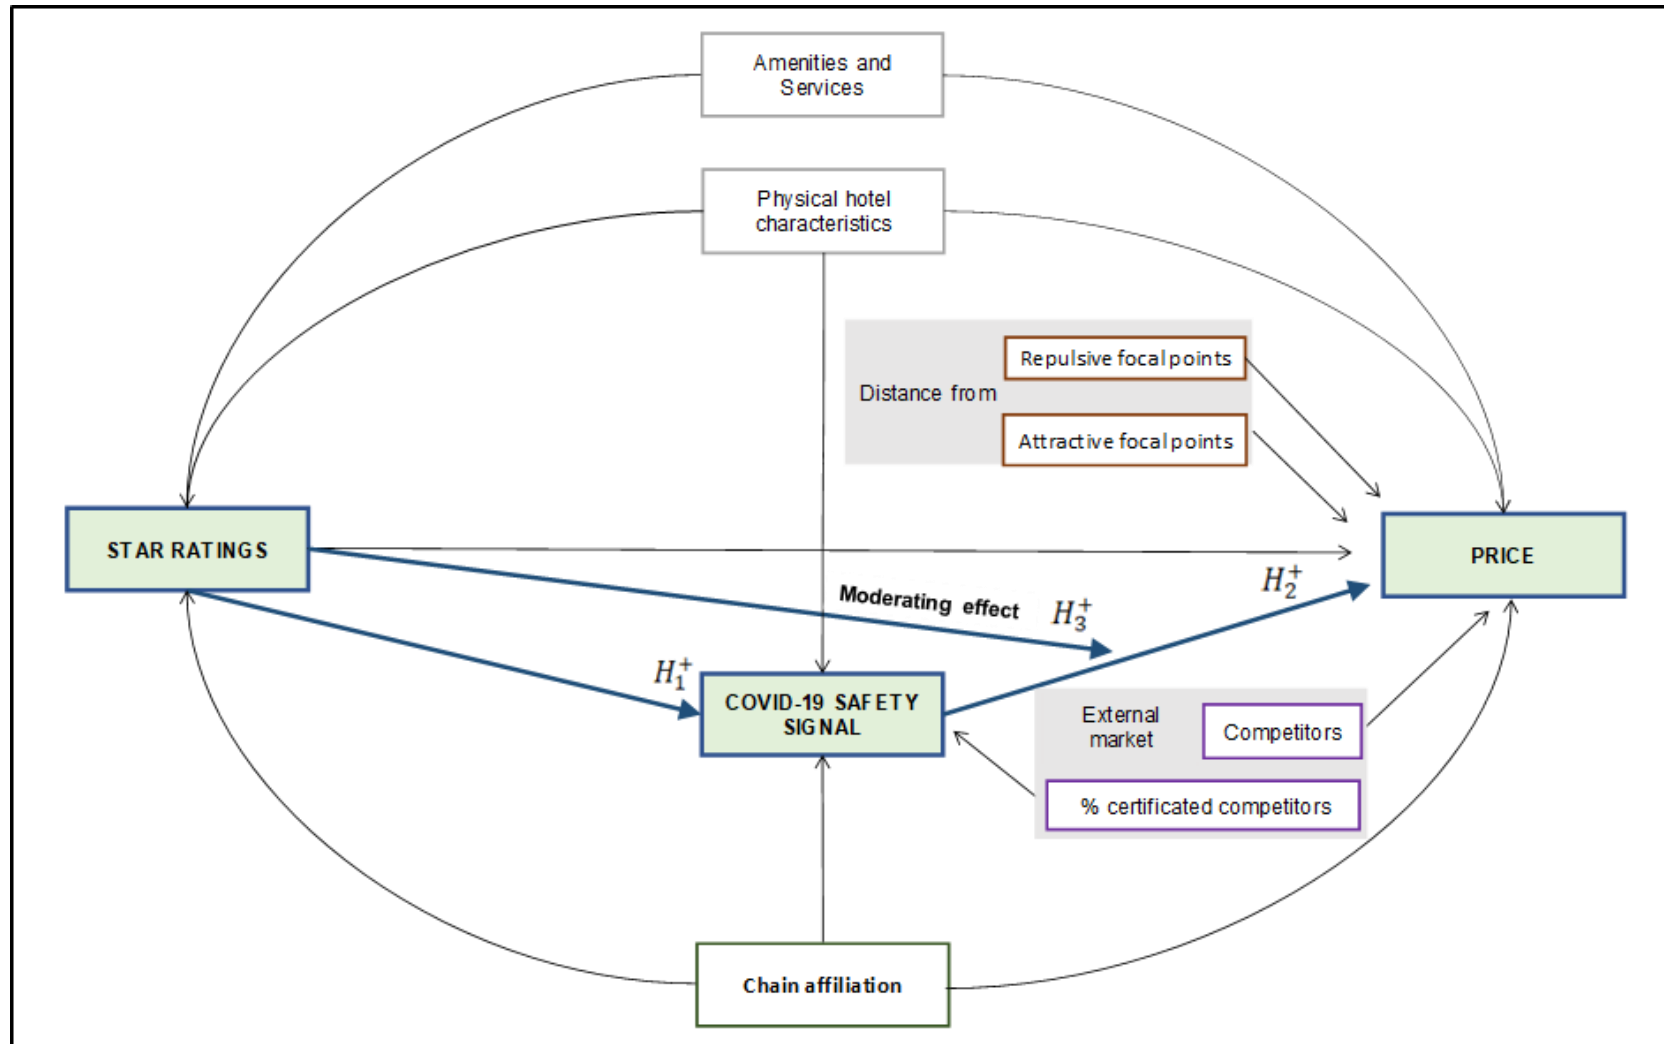 Amenities and
Services
Physical hotel
characteristics
Repulsive focal points
Distance from
Attractive focal points
STAR RATINGS
PRICE
Moderating effect
H₃⁺
H₂⁺
H₁⁺
COVID-19 SAFETY
SIGNAL
External
market
Competitors
% certificated competitors
Chain affiliation